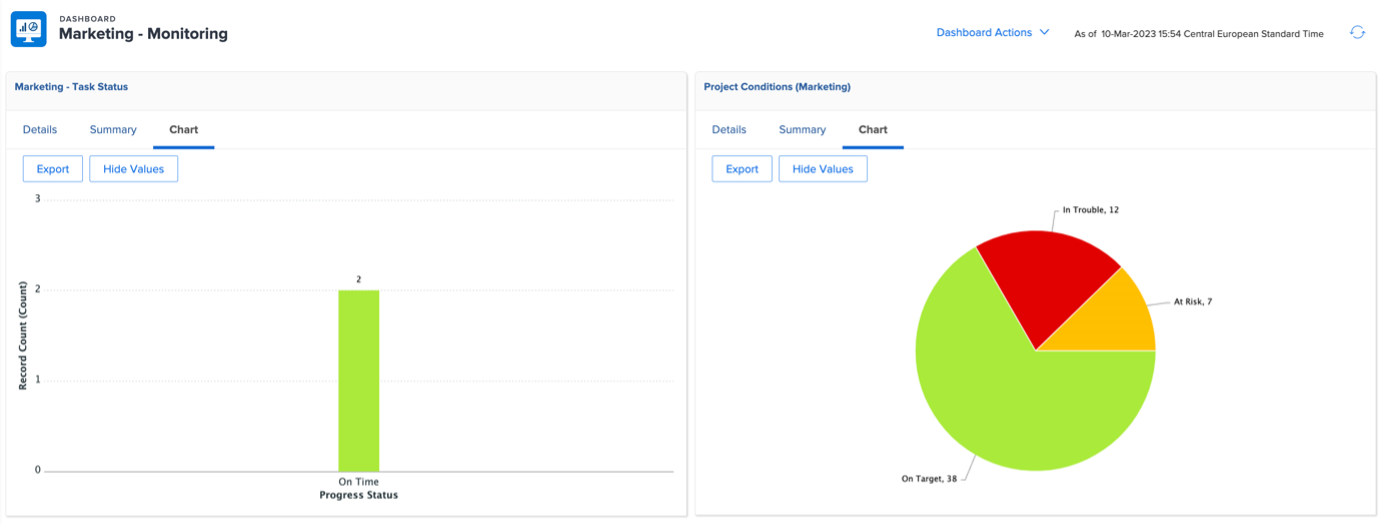 DASHBOARD
Marketing - Monitoring
Dashboard Actions
As of 10-Mar-2023 15:54 Central European Standard Time
Marketing - Task Status
Details Summary Chart
Export Hide Values
3
2
1
0
Record Count (Count)
2
On Time
Progress Status
Project Conditions (Marketing)
Details Summary Chart
Export Hide Values
In Trouble, 12
At Risk, 7
On Target, 38